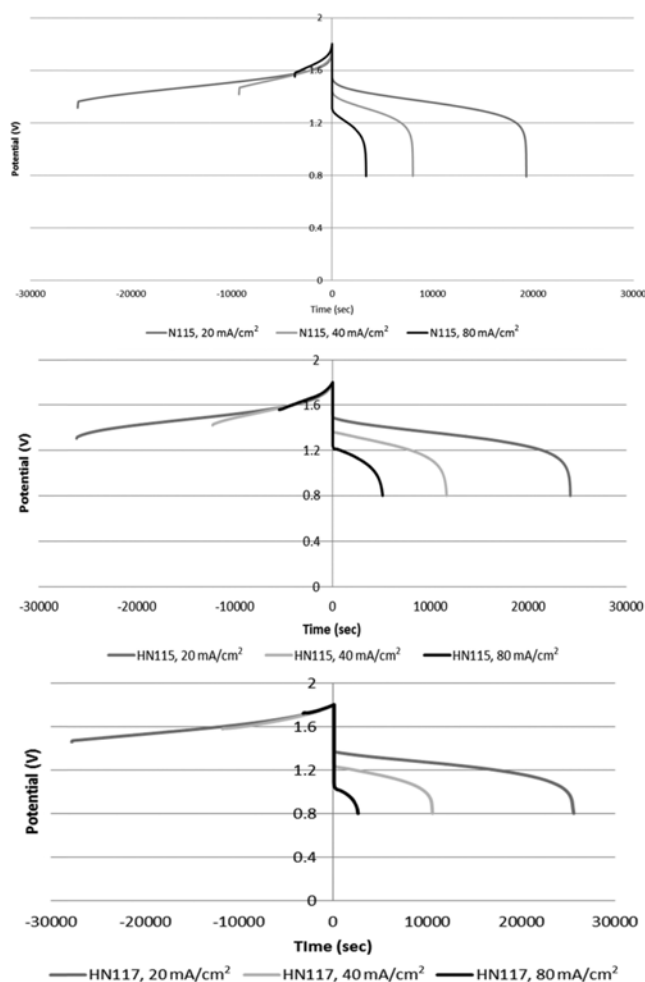 2
1.6
1.2
0.8
0.4
0
Potential (V)
-30000 -20000 -10000 0 10000 20000 30000
Time (sec)
N115, 20 mA/cm² N115, 40 mA/cm² N115, 80 mA/cm²
2
1.6
1.2
0.8
0.4
0
Potential (V)
-30000 -20000 -10000 0 10000 20000 30000
Time (sec)
HN115, 20 mA/cm² HN115, 40 mA/cm² HN115, 80 mA/cm²
2
1.6
1.2
0.8
0.4
0
Potential (V)
-30000 -20000 -10000 0 10000 20000 30000
TIme (sec)
HN117, 20 mA/cm² HN117, 40 mA/cm² HN117, 80 mA/cm²